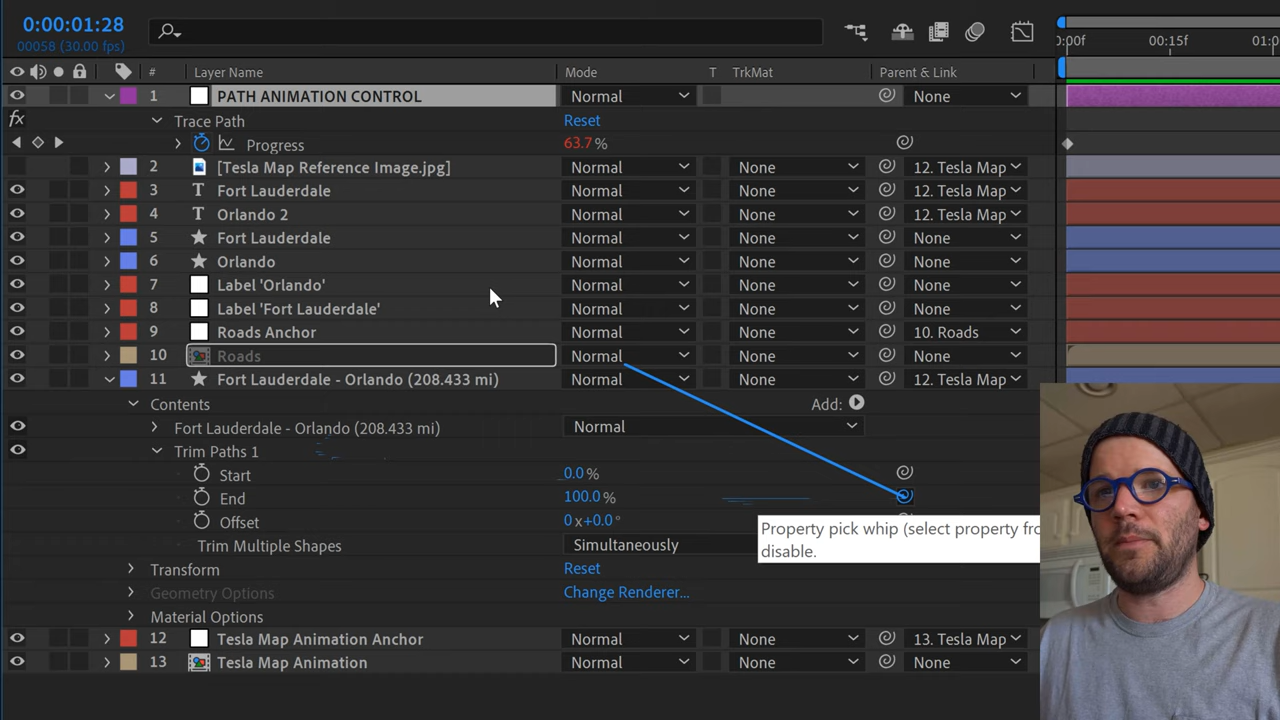 0:00:01:28
00058 (30.00 fps)
:00f 00:15f 01:0
# Layer Name Mode T TrkMat Parent & Link
1 PATH ANIMATION CONTROL Normal None
fx Trace Path Reset
Progress 63.7 %
2 [Tesla Map Reference Image.jpg] Normal None 12. Tesla Map
3 T Fort Lauderdale Normal None 12. Tesla Map
4 T Orlando 2 Normal None 12. Tesla Map
5 Fort Lauderdale Normal None None
6 Orlando Normal None None
7 Label 'Orlando' Normal None None
8 Label 'Fort Lauderdale' Normal None None
9 Roads Anchor Normal None 10. Roads
10 Roads Normal None None
11 Fort Lauderdale - Orlando (208.433 mi) Normal None 12. Tesla Map
Contents Add:
Fort Lauderdale - Orlando (208.433 mi) Normal
Trim Paths 1
Start 0.0 %
End 100.0 %
Offset 0 x+0.0 °
Property pick whip (select property fro
disable.
Trim Multiple Shapes Simultaneously
Transform Reset
Geometry Options Change Renderer...
Material Options
12 Tesla Map Animation Anchor Normal None 13. Tesla Map
13 Tesla Map Animation Normal None None